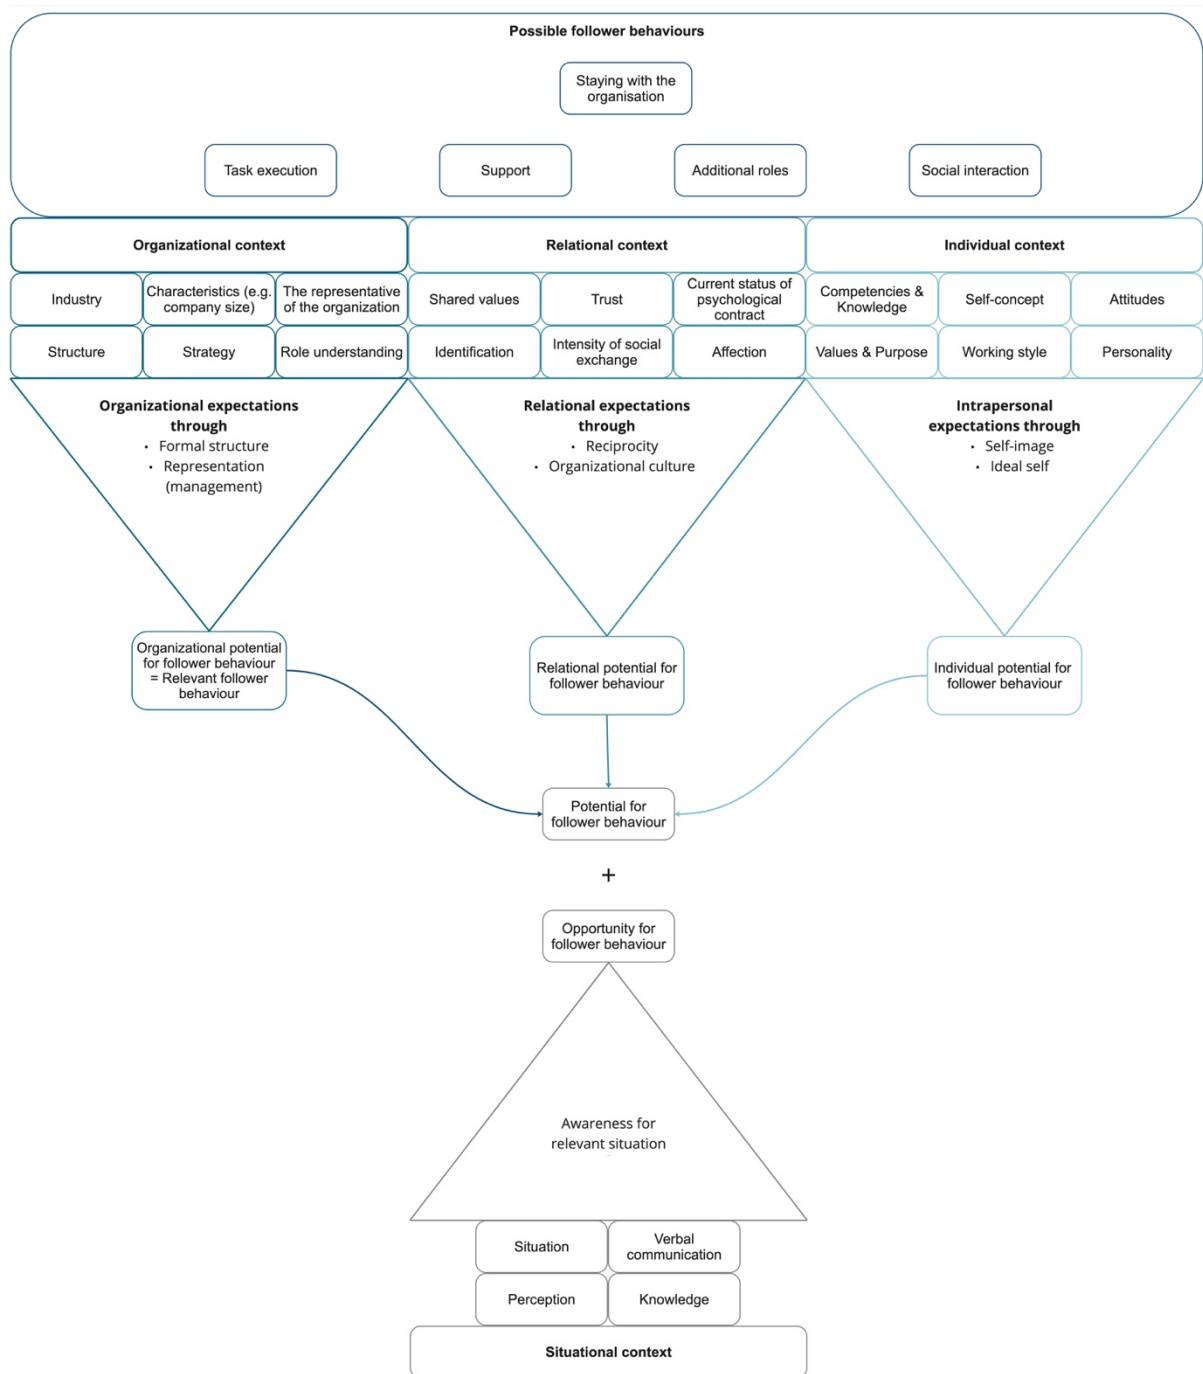 Possible follower behaviours
Staying with the
organisation
Task execution
Support
Additional roles
Social interaction
Organizational context
Relational context
Individual context
Industry
Characteristics (e.g.
company size)
The representative
of the organization
Shared values
Trust
Current status of
psychological
contract
Competencies &
Knowledge
Self-concept
Attitudes
Structure
Strategy
Role understanding
Identification
Intensity of social
exchange
Affection
Values & Purpose
Working style
Personality
Organizational expectations
through
• Formal structure
• Representation
(management)
Relational expectations
through
• Reciprocity
• Organizational culture
Intrapersonal
expectations through
• Self-image
• Ideal self
Organizational potential
for follower behaviour
= Relevant follower
behaviour
Relational potential for
follower behaviour
Individual potential for
follower behaviour
Potential for
follower behaviour
+
Opportunity for
follower behaviour
Awareness for
relevant situation
Situation
Verbal
communication
Perception
Knowledge
Situational context